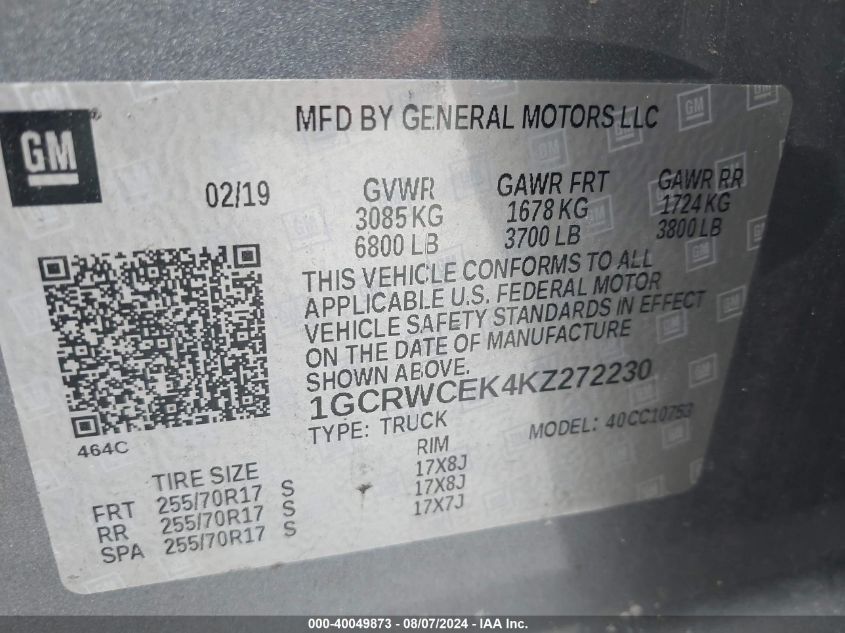 GM
MFD BY GENERAL MOTORS LLC
02/19
GVWR GAWR FRT GAWR RR
3085 KG 1678 KG 1724 KG
6800 LB 3700 LB 3800 LB
THIS VEHICLE CONFORMS TO ALL
APPLICABLE U.S. FEDERAL MOTOR
VEHICLE SAFETY STANDARDS IN EFFECT
ON THE DATE OF MANUFACTURE
SHOWN ABOVE.
1GCRWCEK4KZ272230
TYPE: TRUCK MODEL: 40CC10753
464C
TIRE SIZE RIM
FRT 255/70R17 S 17X8J
RR 255/70R17 S 17X8J
SPA 255/70R17 S 17X7J
000-40049873 - 08/07/2024 - IAA Inc.